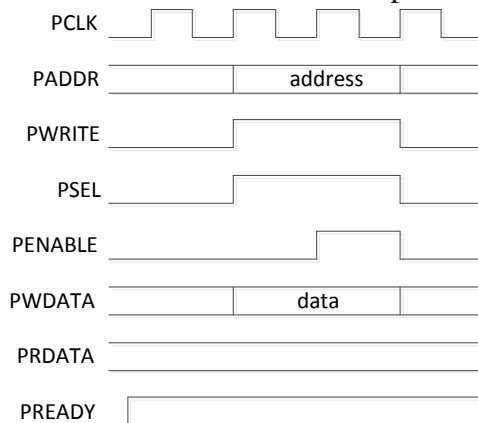 PCLK
PADDR address
PWRITE
PSEL
PENABLE
PWDATA data
PRDATA
PREADY